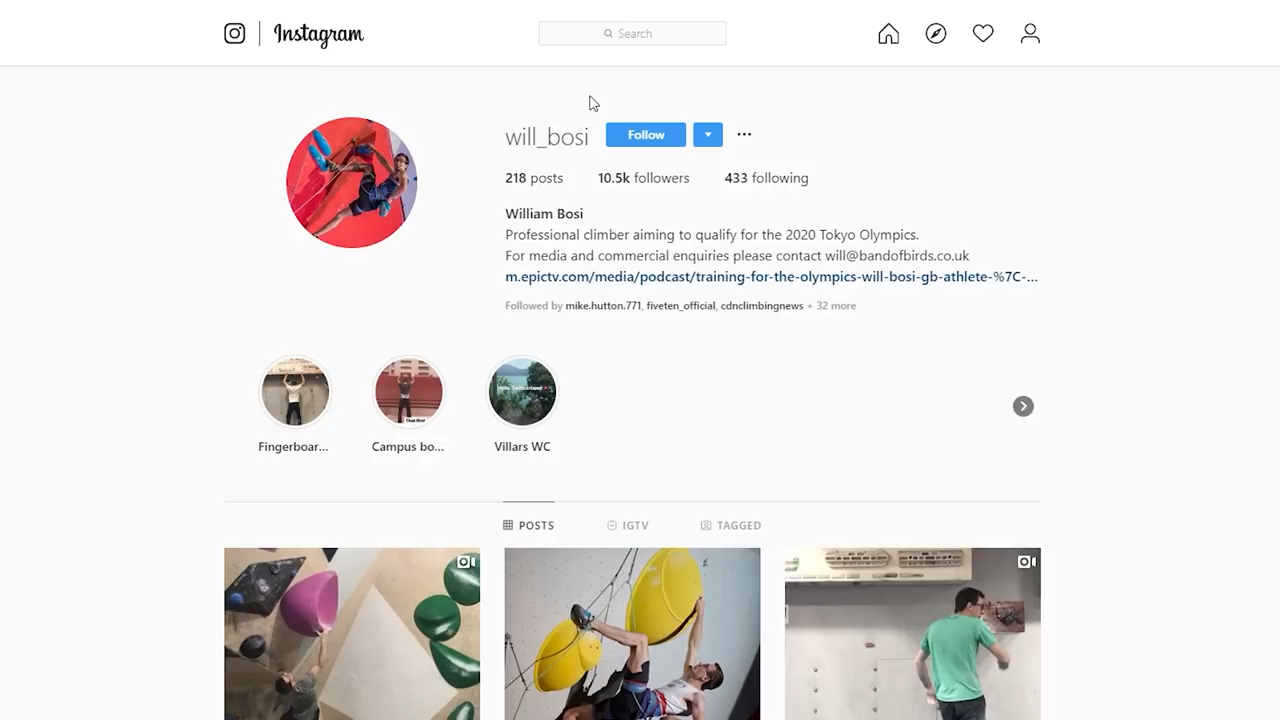 Instagram
Search
will_bosi Follow
218 posts 10.5k followers 433 following
William Bosi
Professional climber aiming to qualify for the 2020 Tokyo Olympics.
For media and commercial enquiries please contact will@bandofbirds.co.uk
m.epictv.com/media/podcast/training-for-the-olympics-will-bosi-gb-athlete-%7C-...
Followed by mike.hutton.771, fiveten_official, cdnclimbingnews + 32 more
Hello Switzerland
Fingerboar... Campus bo... Villars WC
POSTS IGTV TAGGED